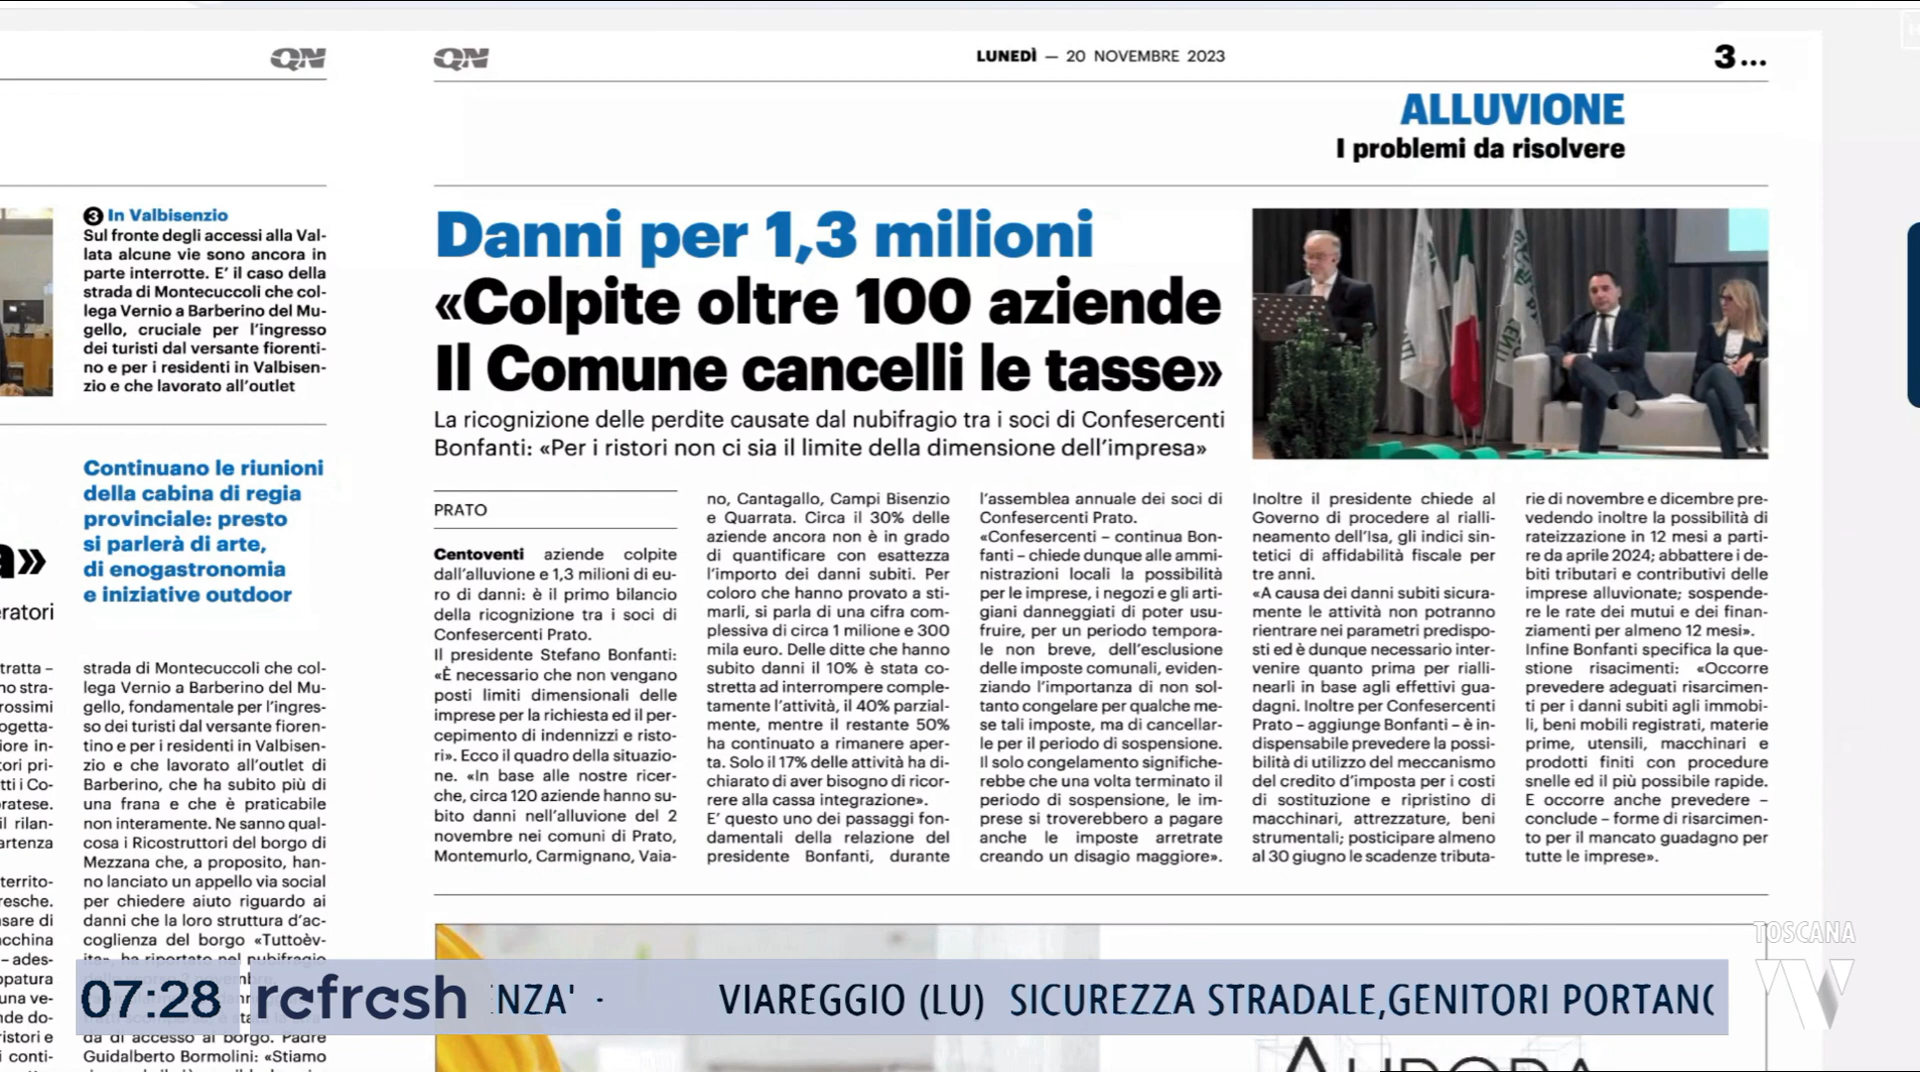 QN
QN
LUNEDÌ — 20 NOVEMBRE 2023
3...
ALLUVIONE
I problemi da risolvere
3 In Valbisenzio
Sul fronte degli accessi alla Val-
lata alcune vie sono ancora in
parte interrotte. E' il caso della
strada di Montecuccoli che col-
lega Vernio a Barberino del Mu-
gello, cruciale per l'ingresso
dei turisti dal versante fiorenti-
no e per i residenti in Valbisen-
zio e che lavorato all'outlet
Continuano le riunioni
della cabina di regia
provinciale: presto
si parlerà di arte,
di enogastronomia
e iniziative outdoor
strada di Montecuccoli che col-
lega Vernio a Barberino del Mu-
gello, fondamentale per l'ingres-
so dei turisti dal versante fioren-
tino e per i residenti in Valbisen-
zio e che lavorato all'outlet di
Barberino, che ha subito più di
una frana e che è praticabile
non interamente. Ne sanno qual-
cosa i Ricostruttori del borgo di
Mezzana che, a proposito, han-
no lanciato un appello via social
per chiedere aiuto riguardo ai
danni che la loro struttura d'ac-
coglienza del borgo «Tuttoèv-
ita», ha riportato nel nubifragio
da di accesso al borgo. Padre
Guidalberto Bormolini: «Stiamo
Danni per 1,3 milioni
«Colpite oltre 100 aziende
Il Comune cancelli le tasse»
La ricognizione delle perdite causate dal nubifragio tra i soci di Confesercenti
Bonfanti: «Per i ristori non ci sia il limite della dimensione dell'impresa»
PRATO
Centoventi aziende colpite
dall'alluvione e 1,3 milioni di eu-
ro di danni: è il primo bilancio
della ricognizione tra i soci di
Confesercenti Prato.
Il presidente Stefano Bonfanti:
«È necessario che non vengano
posti limiti dimensionali delle
imprese per la richiesta ed il per-
cepimento di indennizzi e risto-
ri». Ecco il quadro della situazio-
ne. «In base alle nostre ricer-
che, circa 120 aziende hanno su-
bito danni nell'alluvione del 2
novembre nei comuni di Prato,
Montemurlo, Carmignano, Vaia-
no, Cantagallo, Campi Bisenzio
e Quarrata. Circa il 30% delle
aziende ancora non è in grado
di quantificare con esattezza
l'importo dei danni subiti. Per
coloro che hanno provato a sti-
marli, si parla di una cifra com-
plessiva di circa 1 milione e 300
mila euro. Delle ditte che hanno
subito danni il 10% è stata co-
stretta ad interrompere comple-
tamente l'attività, il 40% parzial-
mente, mentre il restante 50%
ha continuato a rimanere aper-
ta. Solo il 17% delle attività ha di-
chiarato di aver bisogno di ricor-
rere alla cassa integrazione».
E' questo uno dei passaggi fon-
damentali della relazione del
presidente Bonfanti, durante
l'assemblea annuale dei soci di
Confesercenti Prato.
«Confesercenti – continua Bon-
fanti – chiede dunque alle ammi-
nistrazioni locali la possibilità
per le imprese, i negozi e gli arti-
giani danneggiati di poter usu-
fruire, per un periodo tempora-
le non breve, dell'esclusione
delle imposte comunali, eviden-
ziando l'importanza di non sol-
tanto congelare per qualche me-
se tali imposte, ma di cancellar-
le per il periodo di sospensione.
Il solo congelamento significhe-
rebbe che una volta terminato il
periodo di sospensione, le im-
prese si troverebbero a pagare
anche le imposte arretrate
creando un disagio maggiore».
Inoltre il presidente chiede al
Governo di procedere al rialli-
neamento dell'Isa, gli indici sin-
tetici di affidabilità fiscale per
tre anni.
«A causa dei danni subiti sicura-
mente le attività non potranno
rientrare nei parametri predispo-
sti ed è dunque necessario inter-
venire quanto prima per rialli-
nearli in base agli effettivi gua-
dagni. Inoltre per Confesercenti
Prato – aggiunge Bonfanti – è in-
dispensabile prevedere la possi-
bilità di utilizzo del meccanismo
del credito d'imposta per i costi
di sostituzione e ripristino di
macchinari, attrezzature, beni
strumentali; posticipare almeno
al 30 giugno le scadenze tributa-
rie di novembre e dicembre pre-
vedendo inoltre la possibilità di
rateizzazione in 12 mesi a parti-
re da aprile 2024; abbattere i de-
biti tributari e contributivi delle
imprese alluvionate; sospende-
re le rate dei mutui e dei finan-
ziamenti per almeno 12 mesi».
Infine Bonfanti specifica la que-
stione risacimenti: «Occorre
prevedere adeguati risarcimen-
ti per i danni subiti agli immobi-
li, beni mobili registrati, materie
prime, utensili, macchinari e
prodotti finiti con procedure
snelle ed il più possibile rapide.
E occorre anche prevedere –
conclude – forme di risarcimen-
to per il mancato guadagno per
tutte le imprese».
TOSCANA
07:28 refresh
NZA' · VIAREGGIO (LU) SICUREZZA STRADALE,GENITORI PORTANO